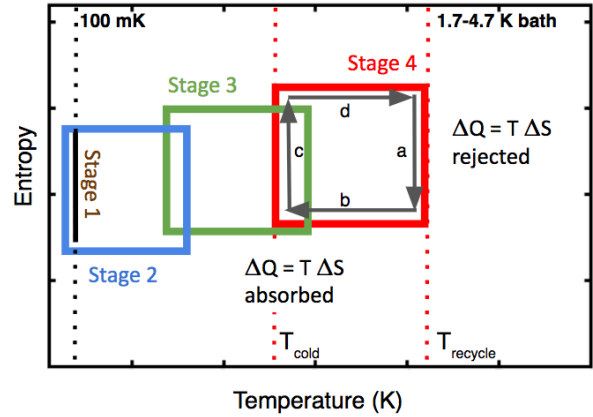 100 mK
1.7-4.7 K bath
Stage 4
Stage 3
d
ΔQ = T ΔS
rejected
Stage 1
c
a
b
Entropy
Stage 2
ΔQ = T ΔS
absorbed
T_cold
T_recycle
Temperature (K)